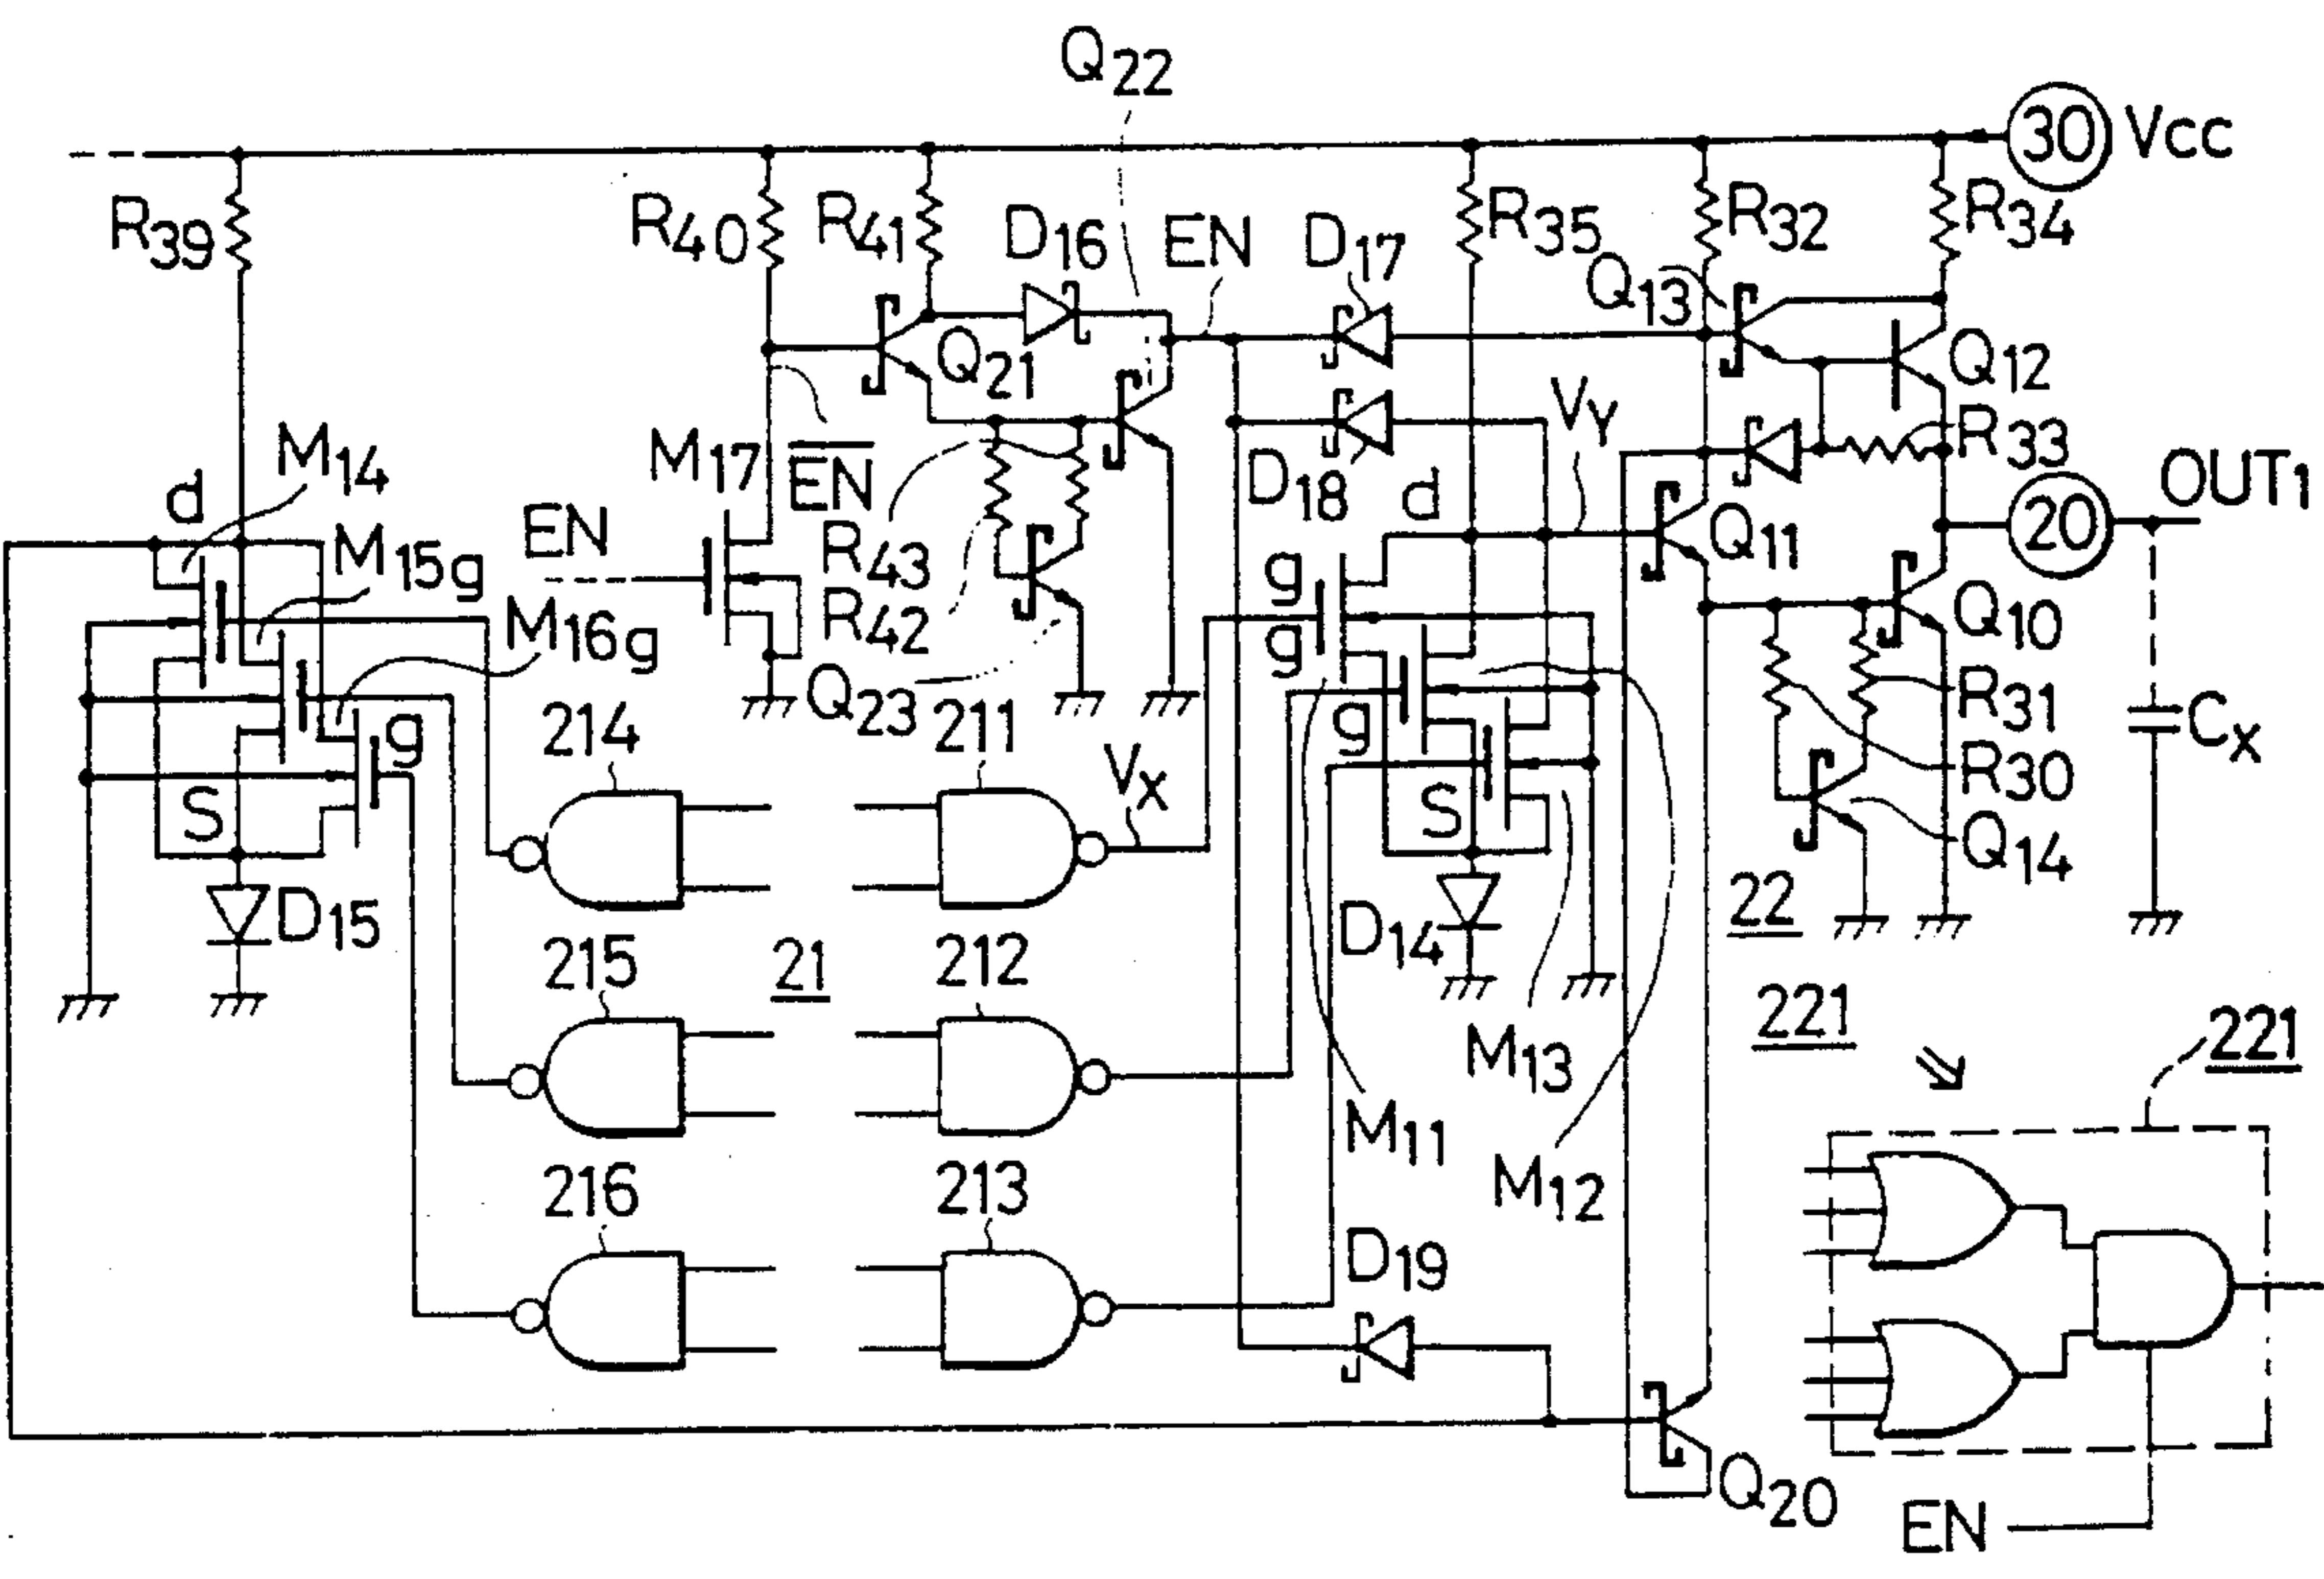 Q22
30 Vcc
R39
R40
R41
D16
EN
D17
R35
Q13
R32
R34
Q21
Q12
M14
d
M17
EN
D18
d
VY
R33
OUT1
20
EN
M15g
R43
g
Q11
M16g
R42
g
Q10
Q23
g
R31
214
211
VX
g
S
S
R30
CX
Q14
D15
D14
22
215
21
212
221
M13
221
M11
M12
216
213
D19
Q20
EN